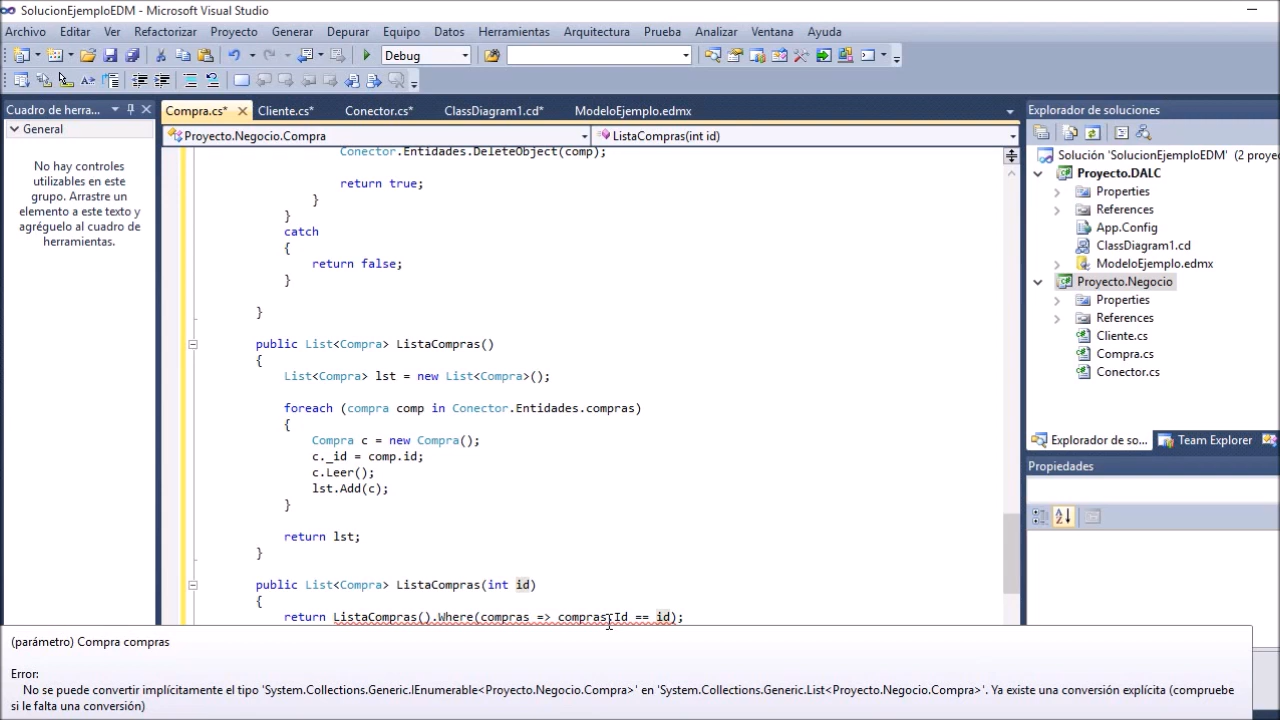 SolucionEjemploEDM - Microsoft Visual Studio
Archivo Editar Ver Refactorizar Proyecto Generar Depurar Equipo Datos Herramientas Arquitectura Prueba Analizar Ventana Ayuda
Debug
Cuadro de herra...
General
No hay controles
utilizables en este
grupo. Arrastre un
elemento a este texto y
agréguelo al cuadro de
herramientas.
Compra.cs* Cliente.cs* Conector.cs* ClassDiagram1.cd* ModeloEjemplo.edmx
Proyecto.Negocio.Compra ListaCompras(int id)
Conector.Entidades.DeleteObject(comp);
return true;
}
}
catch
{
return false;
}
}
public List<Compra> ListaCompras()
{
List<Compra> lst = new List<Compra>();
foreach (compra comp in Conector.Entidades.compras)
{
Compra c = new Compra();
c._id = comp.id;
c.Leer();
lst.Add(c);
}
return lst;
}
public List<Compra> ListaCompras(int id)
{
return ListaCompras().Where(compras => compras.Id == id);
(parámetro) Compra compras
Error:
No se puede convertir implícitamente el tipo 'System.Collections.Generic.IEnumerable<Proyecto.Negocio.Compra>' en 'System.Collections.Generic.List<Proyecto.Negocio.Compra>'. Ya existe una conversión explícita (compruebe
si le falta una conversión)
Explorador de soluciones
Solución 'SolucionEjemploEDM' (2 proye
Proyecto.DALC
Properties
References
App.Config
ClassDiagram1.cd
ModeloEjemplo.edmx
Proyecto.Negocio
Properties
References
Cliente.cs
Compra.cs
Conector.cs
Explorador de so... Team Explorer
Propiedades